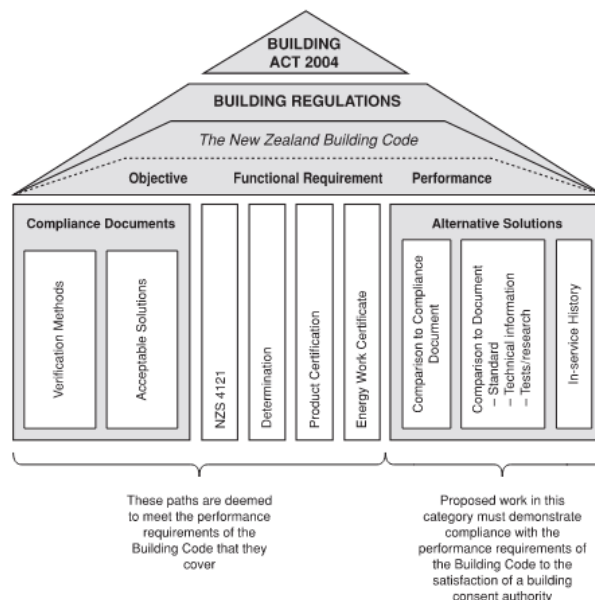 BUILDING
ACT 2004
BUILDING REGULATIONS
The New Zealand Building Code
Objective Functional Requirement Performance
Compliance Documents
Verification Methods
Acceptable Solutions
NZS 4121
Determination
Product Certification
Energy Work Certificate
Alternative Solutions
Comparison to Compliance
Document
Comparison to Document
– Standard
– Technical information
– Tests/research
In-service History
These paths are deemed
to meet the performance
requirements of the
Building Code that they
cover
Proposed work in this
category must demonstrate
compliance with the
performance requirements of
the Building Code to the
satisfaction of a building
consent authority